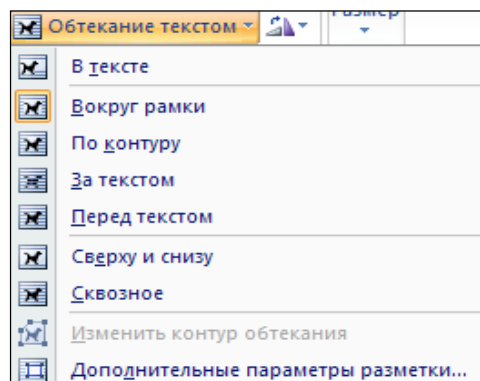 Обтекание текстом
Размер
В тексте
Вокруг рамки
По контуру
За текстом
Перед текстом
Сверху и снизу
Сквозное
Изменить контур обтекания
Дополнительные параметры разметки...